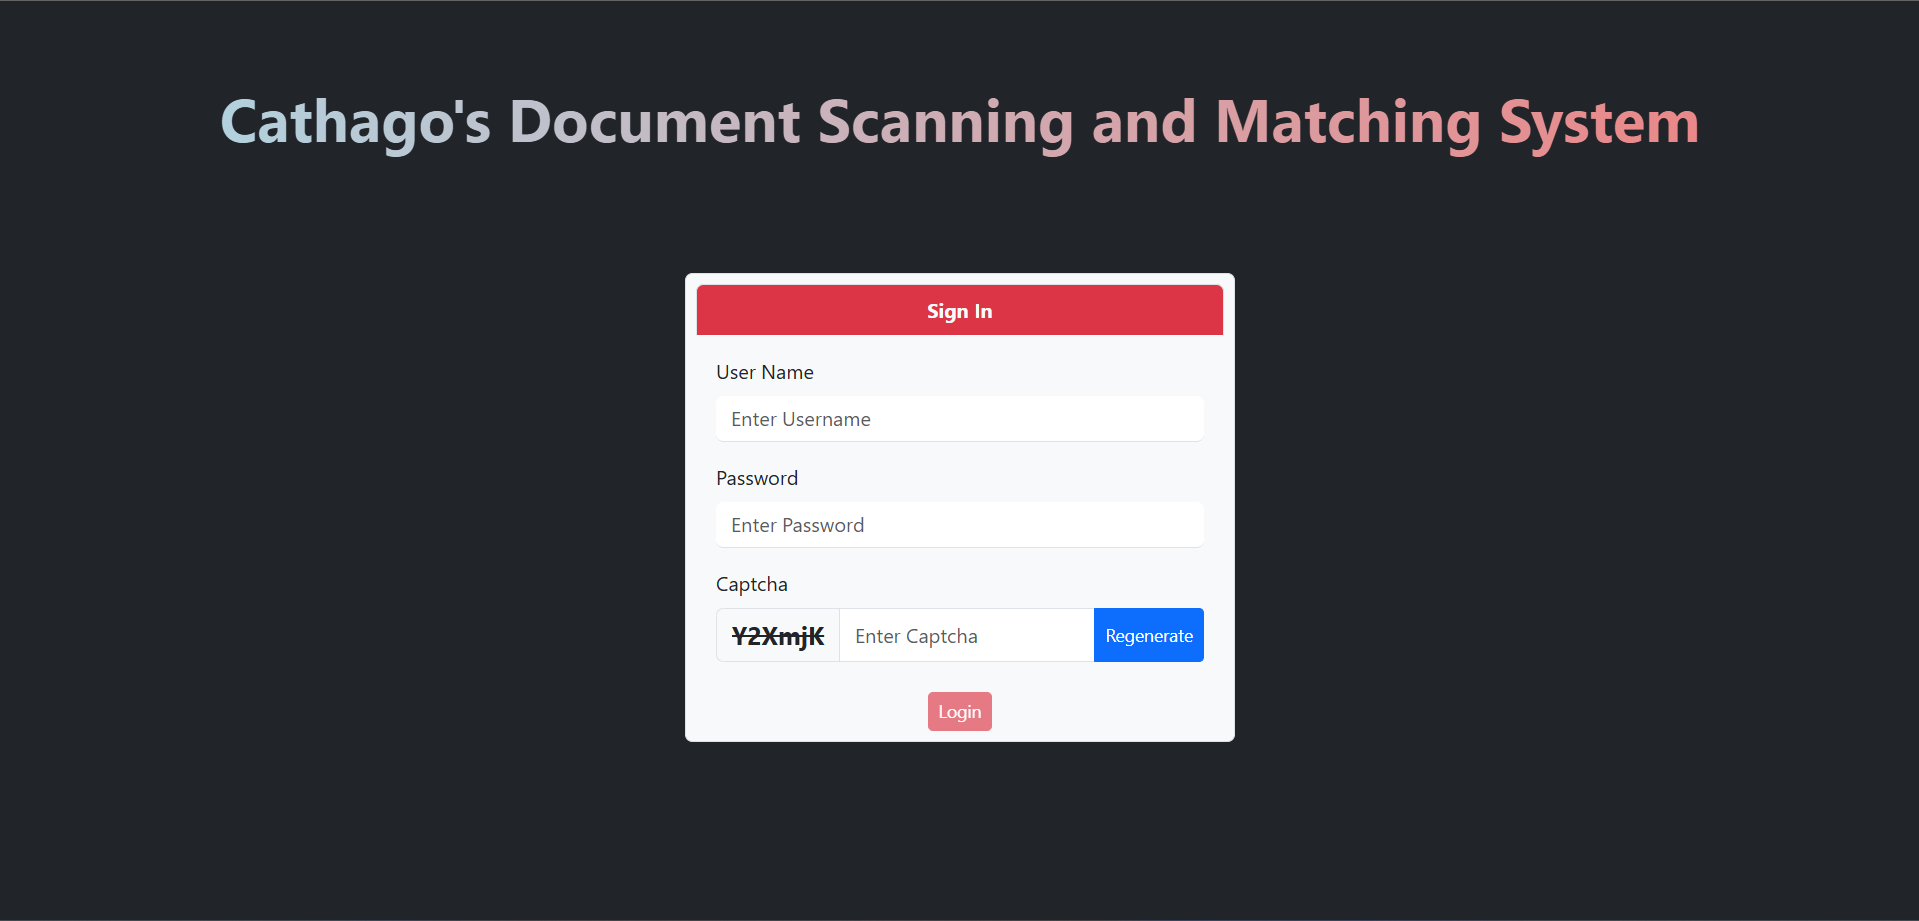 Cathago's Document Scanning and Matching System
Sign In
User Name
Enter Username
Password
Enter Password
Captcha
Y2XmjK Enter Captcha Regenerate
Login